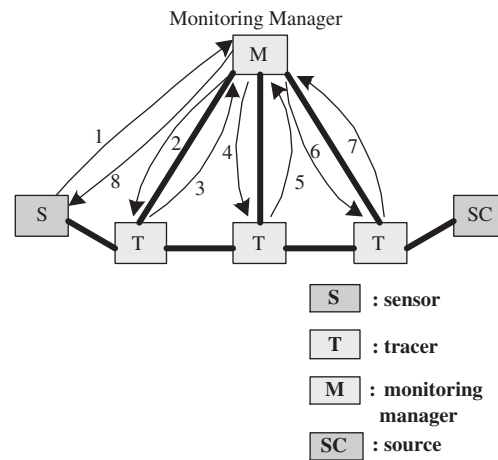 Monitoring Manager
M
1
2
3
4
5
6
7
8
S
T
T
T
SC
S : sensor
T : tracer
M : monitoring
manager
SC : source